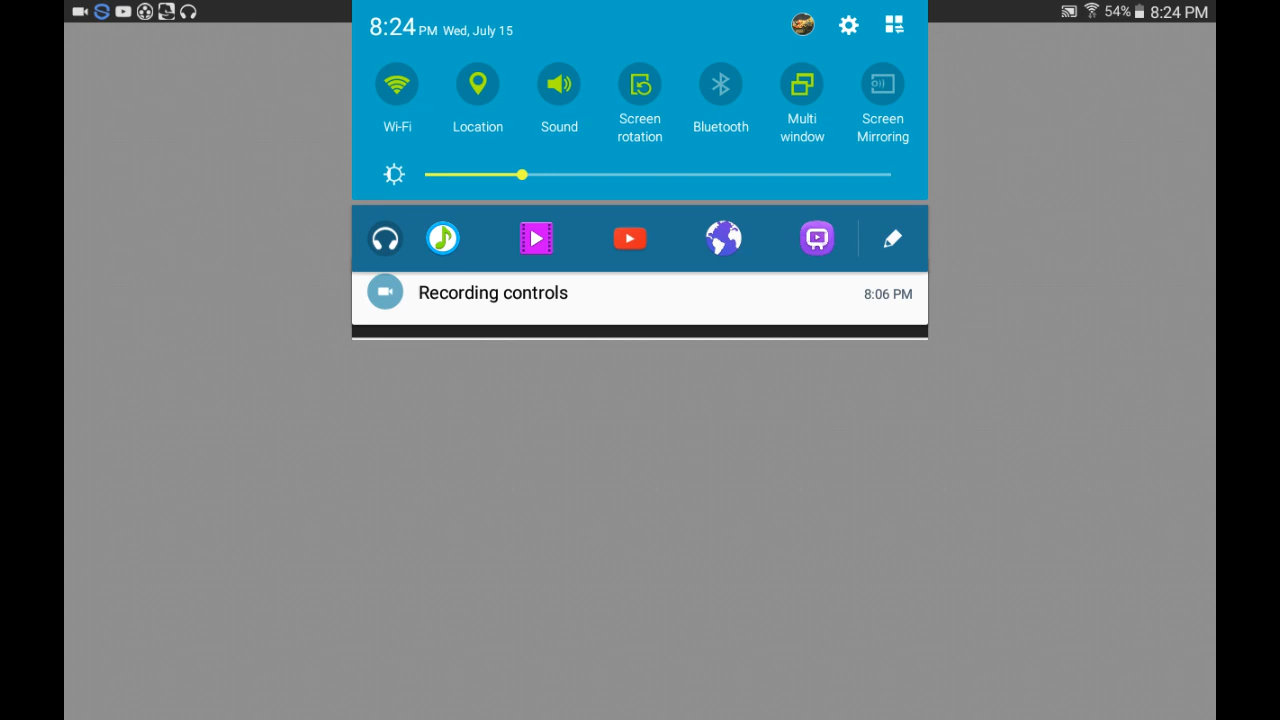 54% 8:24 PM
8:24 PM Wed, July 15
Wi-Fi
Location
Sound
Screen
rotation
Bluetooth
Multi
window
Screen
Mirroring
Recording controls 8:06 PM